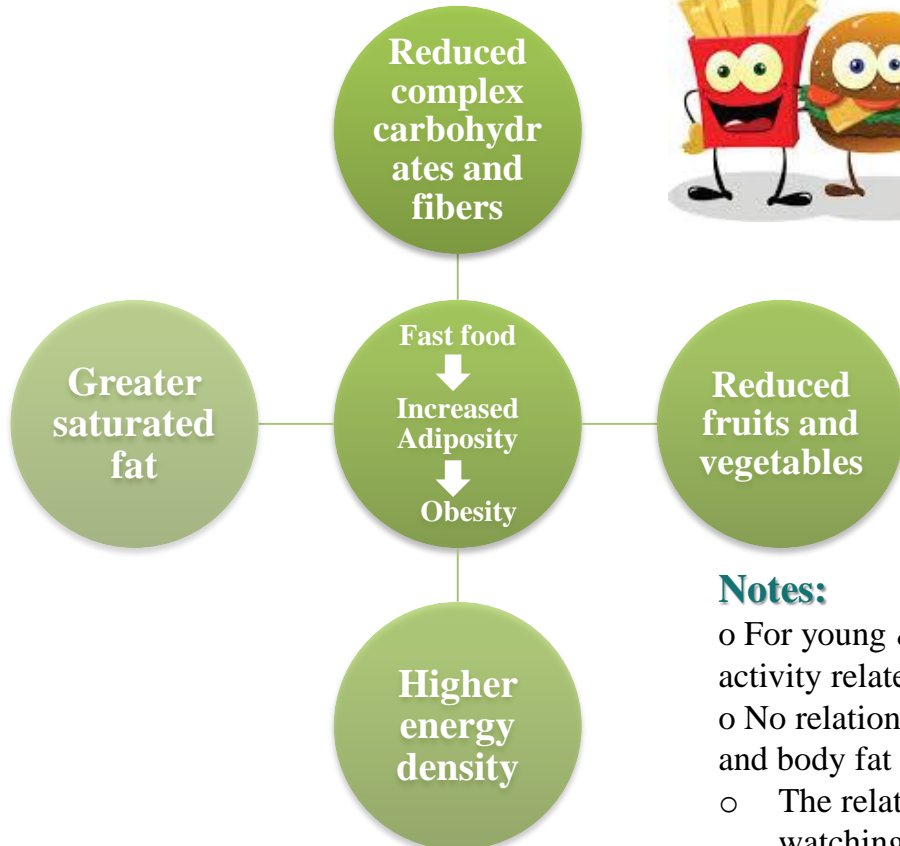 Reduced
complex
carbohydr
ates and
fibers
Greater
saturated
fat
Fast food
Increased
Adiposity
Obesity
Reduced
fruits and
vegetables
Higher
energy
density
Notes:
o For young
activity relate
o No relation
and body fat
o The relat
watching